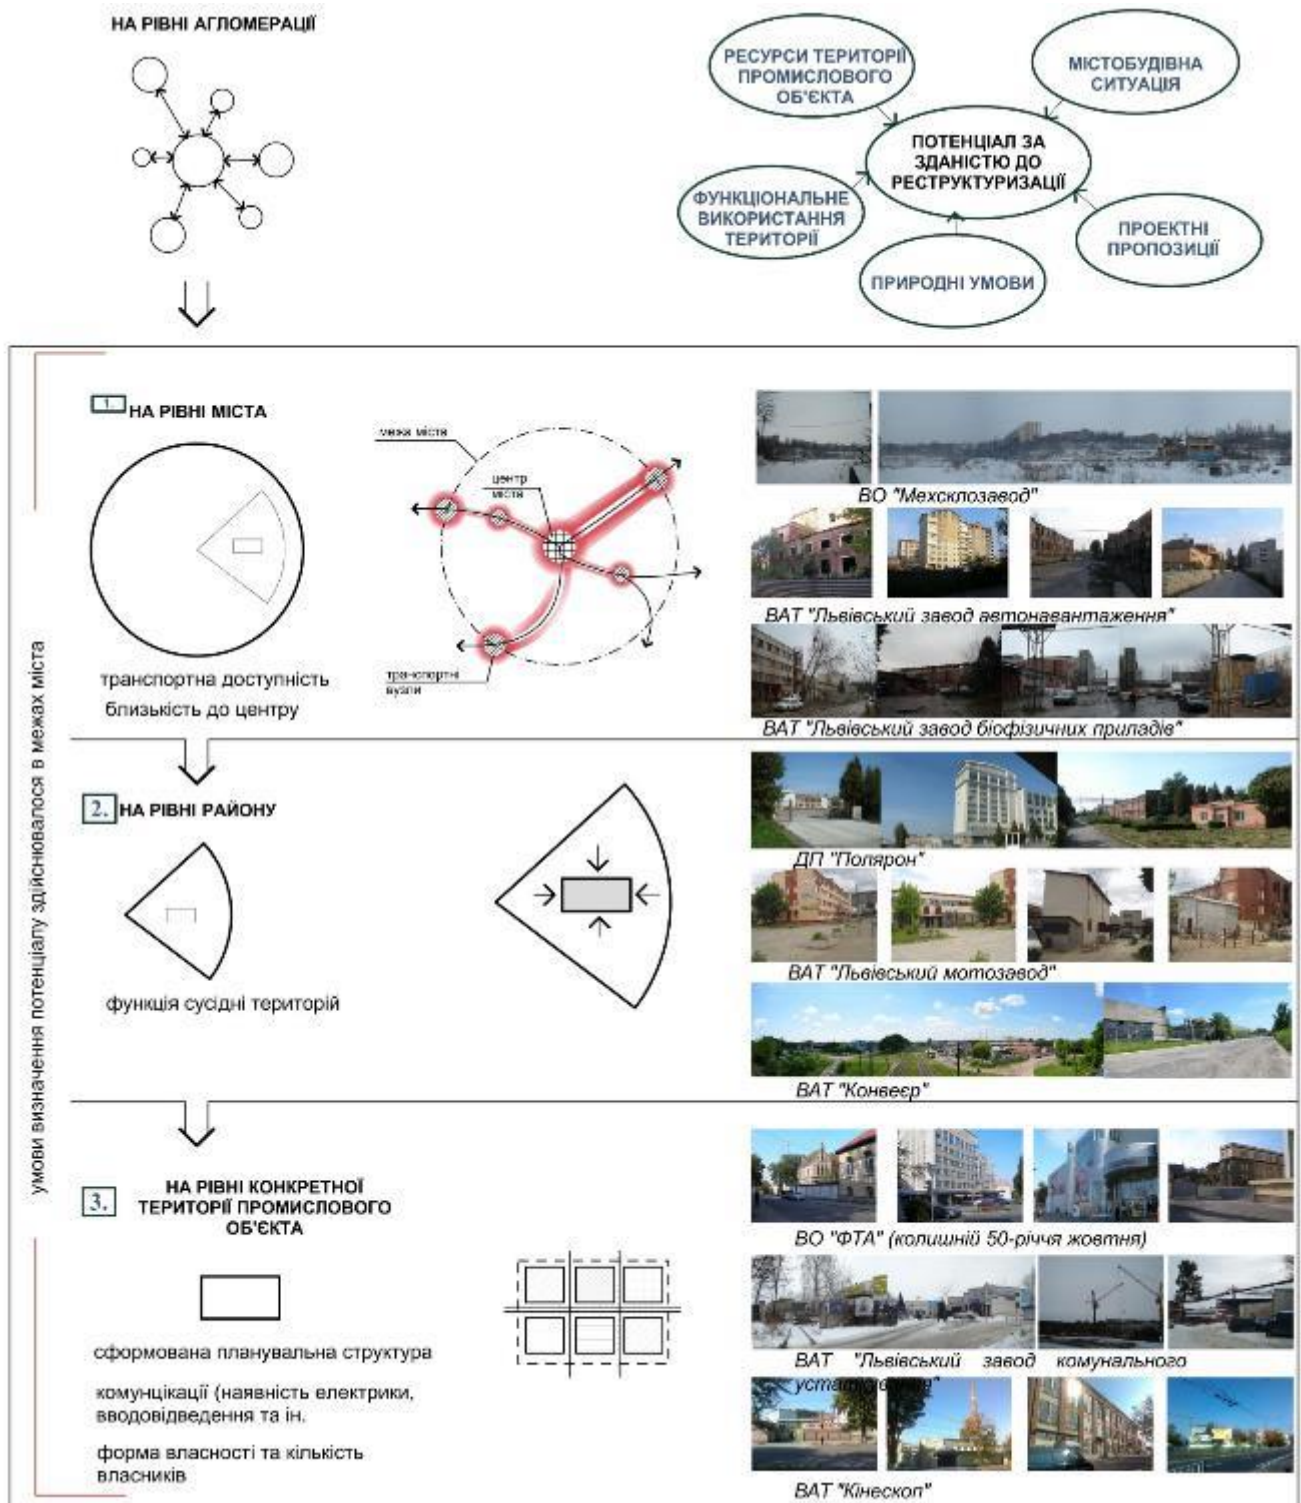 НА РІВНІ АГЛОМЕРАЦІЇ
РЕСУРСИ ТЕРИТОРІЇ
ПРОМИСЛОВОГО
ОБ'ЄКТА
МІСТОБУДІВНА
СИТУАЦІЯ
ПОТЕНЦІАЛ ЗА
ЗДАНІСТЮ ДО
РЕСТРУКТУРИЗАЦІЇ
ФУНКЦІОНАЛЬНЕ
ВИКОРИСТАННЯ
ТЕРИТОРІЇ
ПРОЕКТНІ
ПРОПОЗИЦІЇ
ПРИРОДНІ УМОВИ
умови визначення потенціалу здійснювалося в межах міста
1. НА РІВНІ МІСТА
межа міста
центр
міста
транспортні
вузли
транспортна доступність
близькість до центру
ВО "Мехсклозавод"
ВАТ "Львівський завод автонавантаження"
ВАТ "Львівський завод біофізичних приладів"
2. НА РІВНІ РАЙОНУ
функція сусідні територій
ДП "Полярон"
ВАТ "Львівський мотозавод"
ВАТ "Конвеєр"
3. НА РІВНІ КОНКРЕТНОЇ
ТЕРИТОРІЇ ПРОМИСЛОВОГО
ОБ'ЄКТА
сформована планувальна структура
комунцікації (наявність електрики,
вводовідведення та ін.
форма власності та кількість
власників
ВО "ФТА" (колишній 50-річчя жовтня)
ВАТ "Львівський завод комунального
устаткування"
ВАТ "Кінескоп"